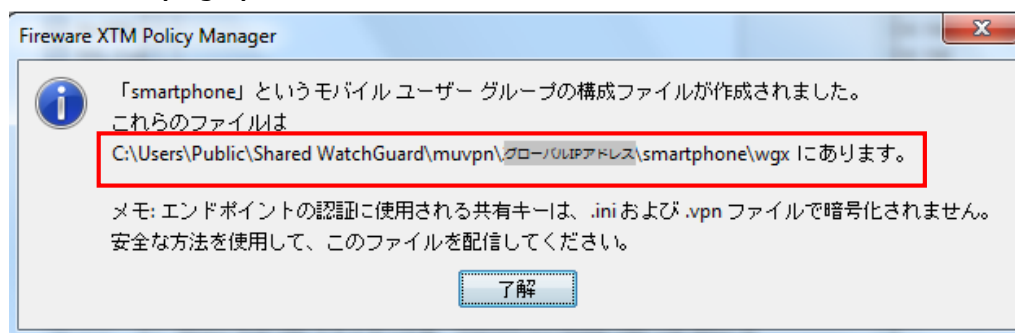 Fireware XTM Policy Manager
「smartphone」というモバイル ユーザー グループの構成ファイルが作成されました。
これらのファイルは
C:\Users\Public\Shared WatchGuard\muvpn\グローバルIPアドレス\smartphone\wgx にあります。
メモ: エンドポイントの認証に使用される共有キーは、.ini および .vpn ファイルで暗号化されません。
安全な方法を使用して、このファイルを配信してください。
了解